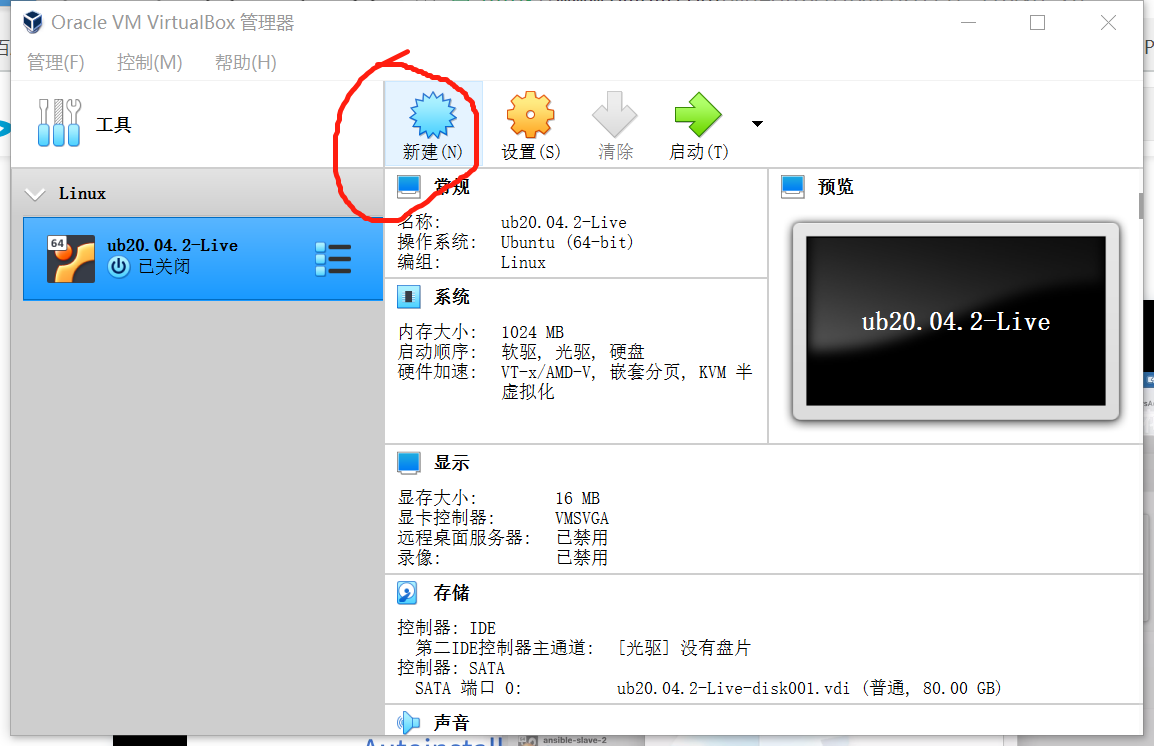 Oracle VM VirtualBox 管理器
管理(F) 控制(M) 帮助(H)
工具
新建(N) 设置(S) 清除 启动(T)
Linux
64
ub20.04.2-Live
已关闭
常规
名称: ub20.04.2-Live
操作系统: Ubuntu (64-bit)
编组: Linux
系统
内存大小: 1024 MB
启动顺序: 软驱, 光驱, 硬盘
硬件加速: VT-x/AMD-V, 嵌套分页, KVM 半
虚拟化
预览
ub20.04.2-Live
显示
显存大小: 16 MB
显卡控制器: VMSVGA
远程桌面服务器: 已禁用
录像: 已禁用
存储
控制器: IDE
第二IDE控制器主通道: [光驱] 没有盘片
控制器: SATA
SATA 端口 0: ub20.04.2-Live-disk001.vdi (普通, 80.00 GB)
声音
Autoinstall
ansible-slave-2